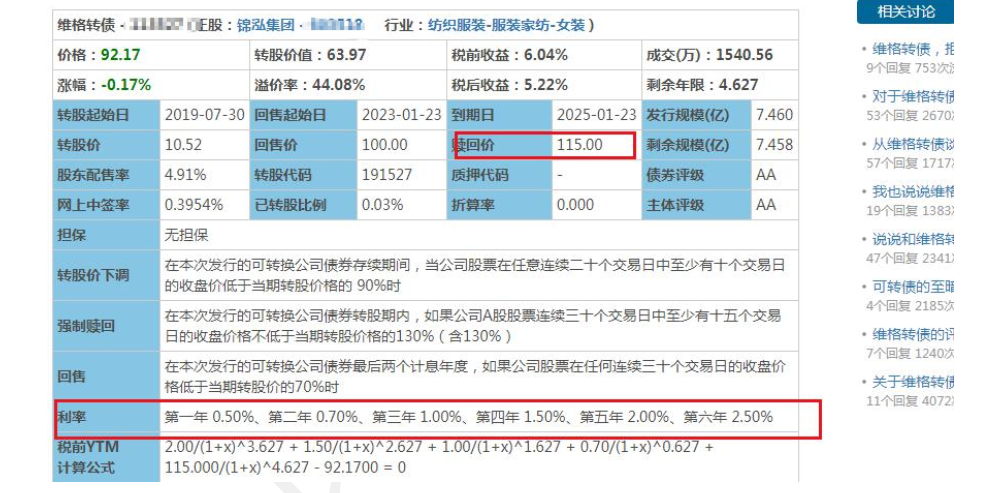 维格转债 - 正股：锦泓集团 - 行业：纺织服装-服装家纺-女装）
价格：92.17 转股价值：63.97 税前收益：6.04% 成交(万)：1540.56
涨幅：-0.17% 溢价率：44.08% 税后收益：5.22% 剩余年限：4.627
转股起始日 2019-07-30 回售起始日 2023-01-23 到期日 2025-01-23 发行规模(亿) 7.460
转股价 10.52 回售价 100.00 赎回价 115.00 剩余规模(亿) 7.458
股东配售率 4.91% 转股代码 191527 质押代码 - 债券评级 AA
网上中签率 0.3954% 已转股比例 0.03% 折算率 0.000 主体评级 AA
担保 无担保
转股价下调 在本次发行的可转换公司债券存续期间，当公司股票在任意连续二十个交易日中至少有十个交易日
的收盘价低于当期转股价格的 90%时
强制赎回 在本次发行的可转换公司债券转股期内，如果公司A股股票连续三十个交易日中至少有十五个交易
日的收盘价格不低于当期转股价格的130%（含130%）
回售 在本次发行的可转换公司债券最后两个计息年度，如果公司股票在任何连续三十个交易日的收盘价
格低于当期转股价的70%时
利率 第一年 0.50%、第二年 0.70%、第三年 1.00%、第四年 1.50%、第五年 2.00%、第六年 2.50%
税前YTM
计算公式 2.00/(1+x)^3.627 + 1.50/(1+x)^2.627 + 1.00/(1+x)^1.627 + 0.70/(1+x)^0.627 +
115.000/(1+x)^4.627 - 92.1700 = 0
相关讨论
• 维格转债，
9个回复 753次
• 对于维格转债
53个回复 2670
• 从维格转债
57个回复 1717
• 我也说说维格
19个回复 1383
• 说说和维格转
47个回复 2341
• 可转债的至暗
4个回复 2185次
• 维格转债的
7个回复 1240次
• 关于维格转债
11个回复 4072